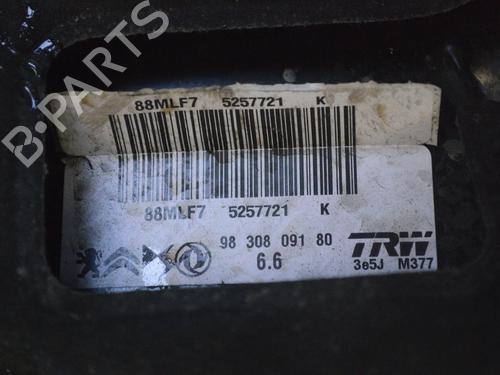 88MLF7 5257721 K
88MLF7 5257721 K
98 308 091 80
6.6
TRW
3e5J M377
B-PARTS